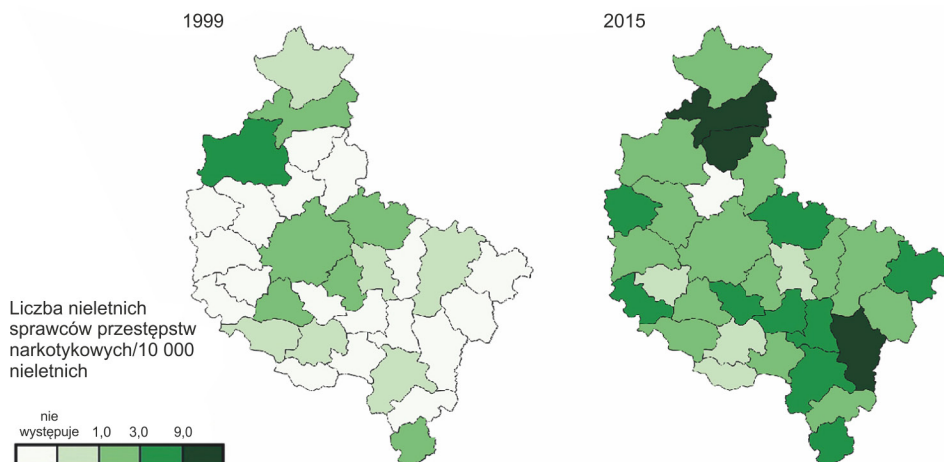 1999
2015
Liczba nieletnich
sprawców przestępstw
narkotykowych/10 000
nieletnich
nie
występuje 1,0 3,0 9,0